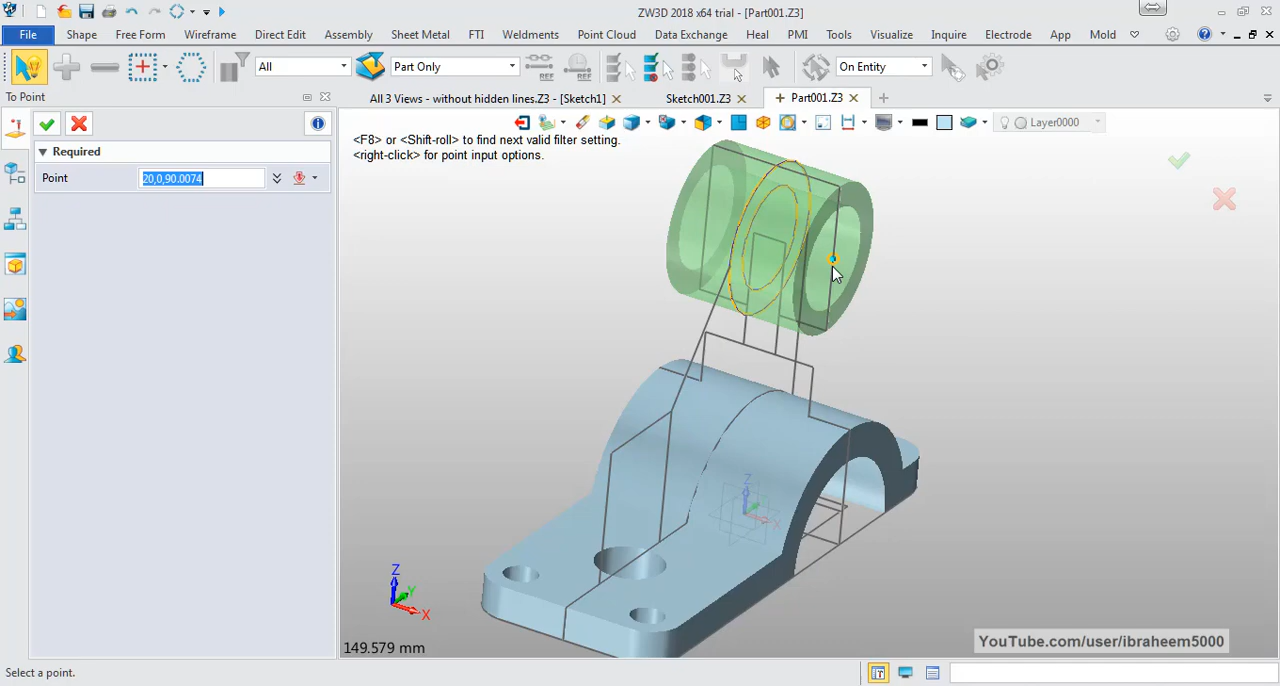 ZW3D 2018 x64 trial - [Part001.Z3]
File Shape Free Form Wireframe Direct Edit Assembly Sheet Metal FTI Weldments Point Cloud Data Exchange Heal PMI Tools Visualize Inquire Electrode App Mold
All Part Only REF REF On Entity
To Point
All 3 Views - without hidden lines.Z3 - [Sketch1] Sketch001.Z3 Part001.Z3
<F8> or <Shift-roll> to find next valid filter setting.
<right-click> for point input options.
Layer0000
Required
Point 20,0,90.0074
Z
X
Z
Y
X
149.579 mm
YouTube.com/user/ibraheem5000
Select a point.